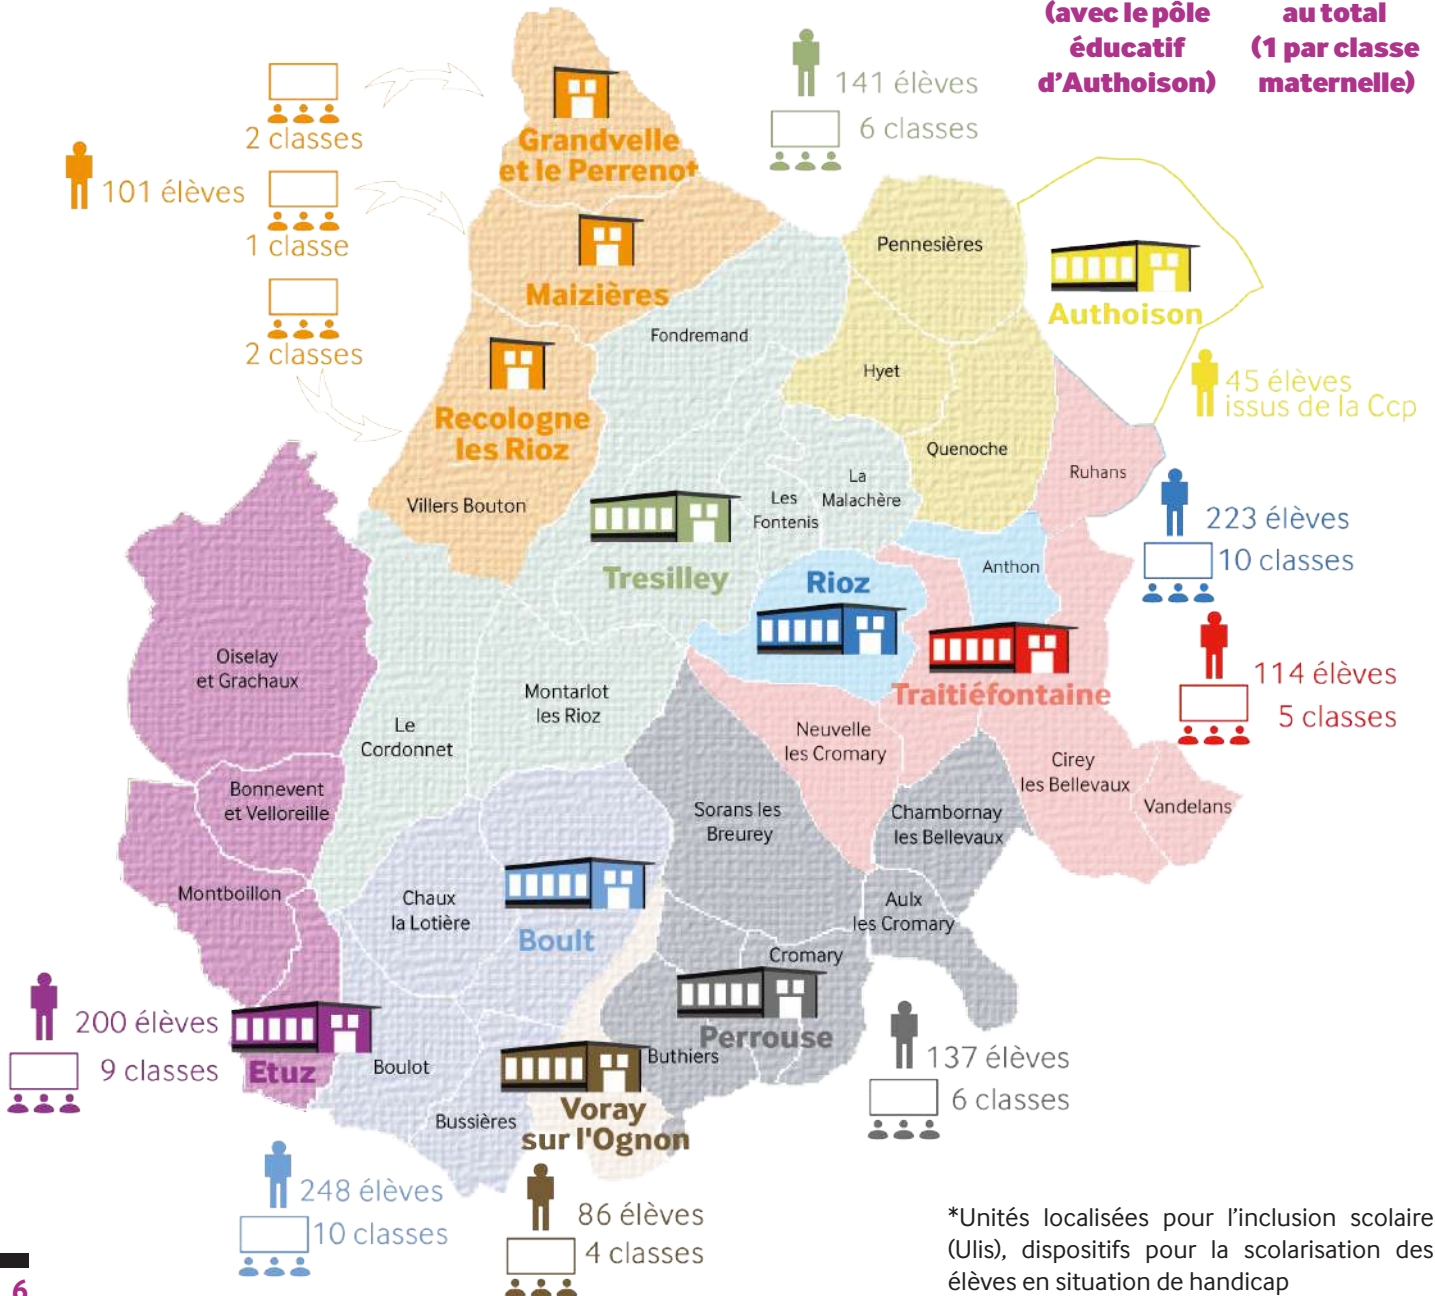 (avec le pôle
éducatif
d'Authoison)
au total
(1 par classe
maternelle)
141 élèves
6 classes
2 classes
101 élèves
1 classe
2 classes
Grandvelle
et le Perrenot
Maizières
Recologne
les Rioz
Villers Bouton
Fondremand
Pennesières
Authoison
45 élèves
issus de la Ccp
Hyet
Quenoche
Ruhans
La
Malachère
Les
Fontenis
Tresilley
Rioz
Anthon
223 élèves
10 classes
Traitiéfontaine
114 élèves
5 classes
Oiselay
et Grachaux
Montarlot
les Rioz
Le
Cordonnet
Neuvelle
les Cromary
Cirey
les Bellevaux
Vandelans
Bonnevent
et Velloreille
Sorans les
Breurey
Chambornay
les Bellevaux
Montboillon
Chaux
la Lotière
Boult
Aulx
les Cromary
Cromary
Perrouse
200 élèves
9 classes
Etuz
Boulot
Buthiers
137 élèves
6 classes
Bussières
Voray
sur l'Ognon
248 élèves
10 classes
86 élèves
4 classes
*Unités localisées pour l'inclusion scolaire
(Ulis), dispositifs pour la scolarisation des
élèves en situation de handicap
6